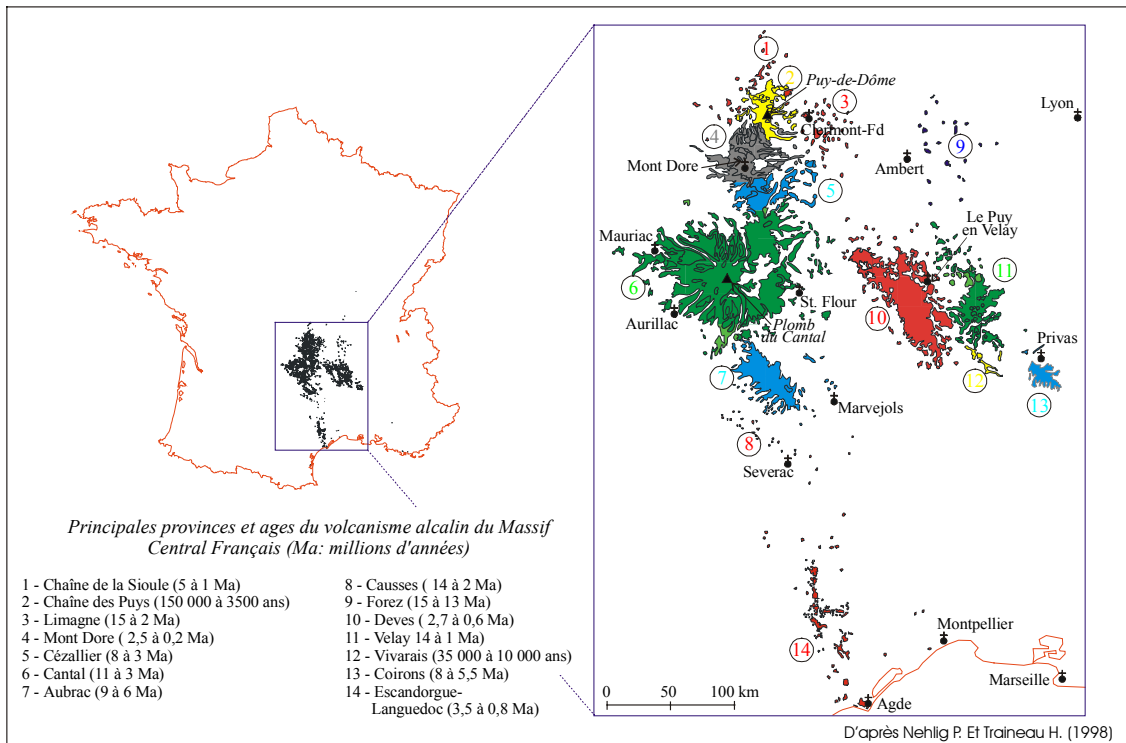 Principales provinces et ages du volcanisme alcalin du Massif
Central Français (Ma: millions d'années)
1 - Chaîne de la Sioule (5 à 1 Ma)
2 - Chaîne des Puys (150 000 à 3500 ans)
3 - Limagne (15 à 2 Ma)
4 - Mont Dore ( 2,5 à 0,2 Ma)
5 - Cézallier (8 à 3 Ma)
6 - Cantal (11 à 3 Ma)
7 - Aubrac (9 à 6 Ma)
8 - Causses ( 14 à 2 Ma)
9 - Forez (15 à 13 Ma)
10 - Deves ( 2,7 à 0,6 Ma)
11 - Velay 14 à 1 Ma)
12 - Vivarais (35 000 à 10 000 ans)
13 - Coirons (8 à 5,5 Ma)
14 - Escandorgue-
Languedoc (3,5 à 0,8 Ma)
1
2
Puy-de-Dôme
3
Lyon
Clermont-Fd
4
9
Mont Dore
Ambert
5
Le Puy
en Velay
Mauriac
11
6
St. Flour
Aurillac
Plomb
du Cantal
10
Privas
7
12
13
Marvejols
8
Severac
Montpellier
14
Marseille
Agde
0 50 100 km
D'après Nehlig P. Et Traineau H. (1998)